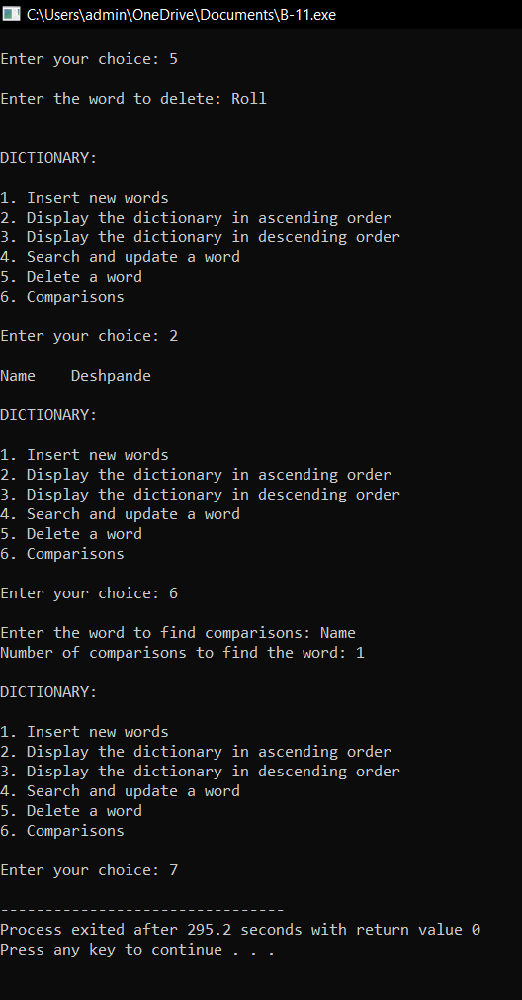 C:\Users\admin\OneDrive\Documents\B-11.exe
Enter your choice: 5
Enter the word to delete: Roll
DICTIONARY:
1. Insert new words
2. Display the dictionary in ascending order
3. Display the dictionary in descending order
4. Search and update a word
5. Delete a word
6. Comparisons
Enter your choice: 2
Name    Deshpande
DICTIONARY:
1. Insert new words
2. Display the dictionary in ascending order
3. Display the dictionary in descending order
4. Search and update a word
5. Delete a word
6. Comparisons
Enter your choice: 6
Enter the word to find comparisons: Name
Number of comparisons to find the word: 1
DICTIONARY:
1. Insert new words
2. Display the dictionary in ascending order
3. Display the dictionary in descending order
4. Search and update a word
5. Delete a word
6. Comparisons
Enter your choice: 7
--------------------------------
Process exited after 295.2 seconds with return value 0
Press any key to continue . . .